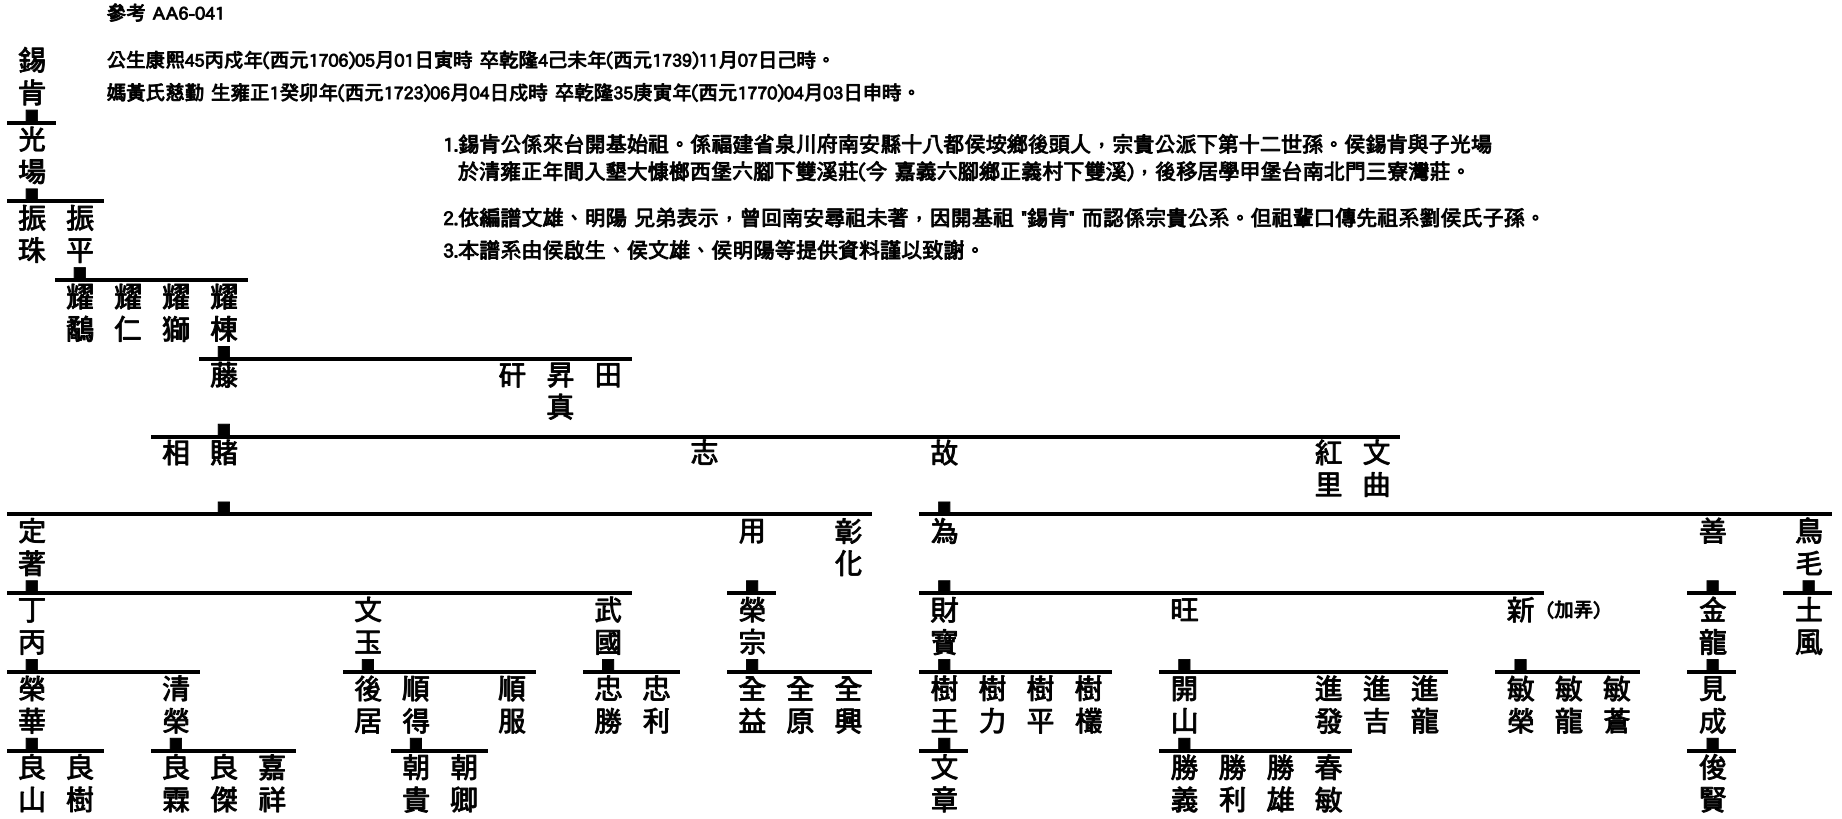 參考 AA6-041
錫肯
公生康熙45丙戍年(西元1706)05月01日寅時 卒乾隆4己未年(西元1739)11月07日己時。
媽黃氏慈勤 生雍正1癸卯年(西元1723)06月04日戍時 卒乾隆35庚寅年(西元1770)04月03日申時。
光場
1.錫肯公係來台開基始祖。係福建省泉川府南安縣十八都侯垵鄉後頭人，宗貴公派下第十二世孫。侯錫肯與子光場
於清雍正年間入墾大慷榔西堡六腳下雙溪莊(今 嘉義六腳鄉正義村下雙溪)，後移居學甲堡台南北門三寮灣莊。
振珠 振平
2.依編譜文雄、明陽 兄弟表示，曾回南安尋祖未著，因開基祖 "錫肯" 而認係宗貴公系。但祖輩口傳先祖系劉侯氏子孫。
3.本譜系由侯啟生、侯文雄、侯明陽等提供資料謹以致謝。
耀鷸 耀仁 耀獅 耀棟
藤 矸 昇真 田
相 賭 志 故 紅里 文曲
定著 用 彰化 為 善 鳥毛
丁丙 文玉 武國 榮宗 財寶 旺 新 (加弄) 金龍 土風
榮華 清榮 後居 順得 順服 忠勝 忠利 全益 全原 全興 樹王 樹力 樹平 樹欉 開山 進發 進吉 進龍 敏榮 敏龍 敏蒼 見成
良山 良樹 良霖 良傑 嘉祥 朝貴 朝卿 文章 勝義 勝利 勝雄 春敏 俊賢